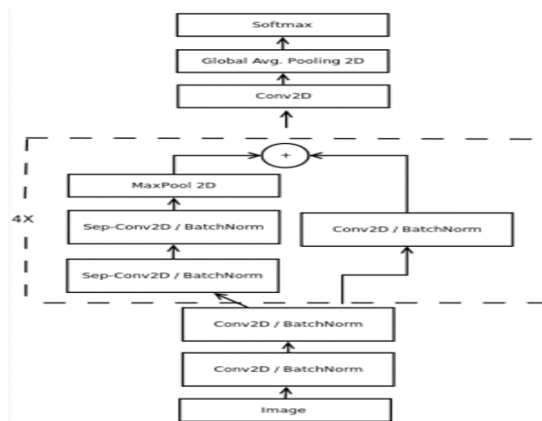 Softmax
Global Avg. Pooling 2D
Conv2D
+
MaxPool 2D
4X
Sep-Conv2D / BatchNorm
Conv2D / BatchNorm
Sep-Conv2D / BatchNorm
Conv2D / BatchNorm
Conv2D / BatchNorm
Image